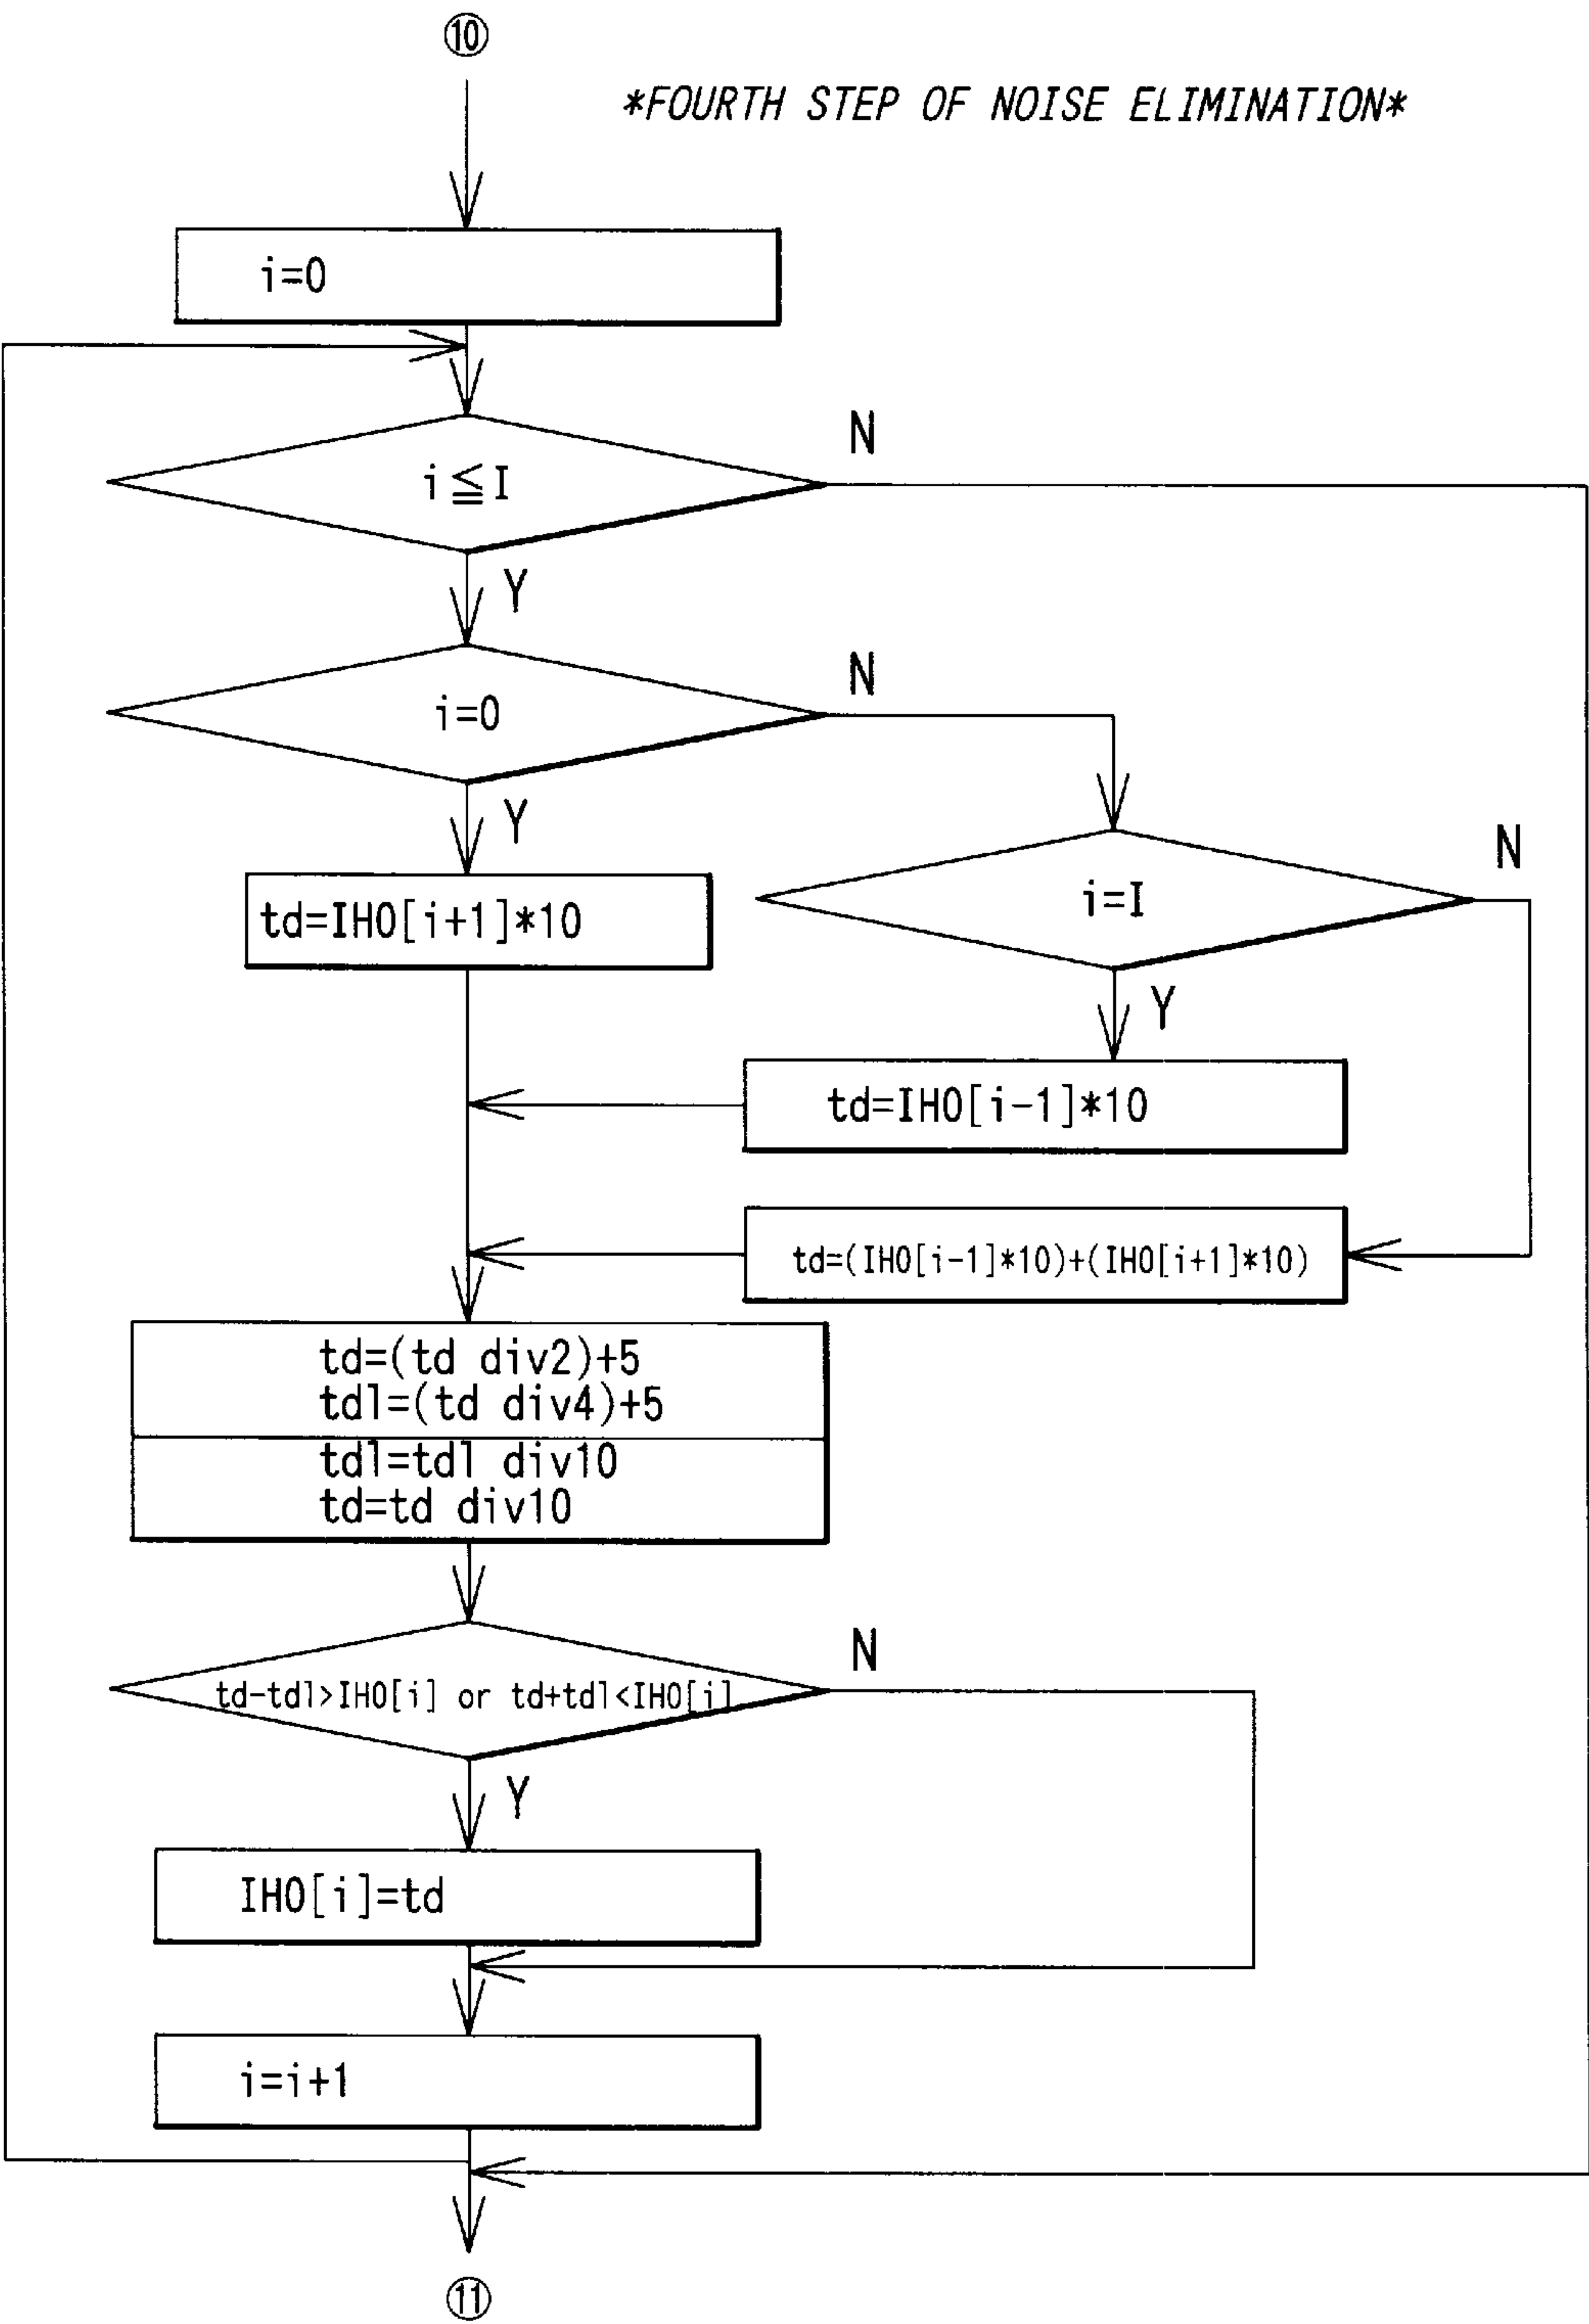 ⑩
*FOURTH STEP OF NOISE ELIMINATION*
i=0
i≦I
N
Y
i=0
N
Y
td=IH0[i+1]*10
i=I
N
Y
td=IH0[i-1]*10
td=(IH0[i-1]*10)+(IH0[i+1]*10)
td=(td div2)+5
td1=(td div4)+5
td1=td1 div10
td=td div10
td-td1>IH0[i] or td+td1<IH0[i]
N
Y
IH0[i]=td
i=i+1
⑪